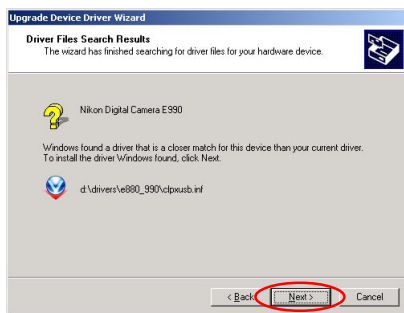 Upgrade Device Driver Wizard
Driver Files Search Results
The wizard has finished searching for driver files for your hardware device.
Nikon Digital Camera E990
Windows found a driver that is a closer match for this device than your current driver.
To install the driver Windows found, click Next.
d:\drivers\e880_990\clpxusb.inf
< Back Next > Cancel